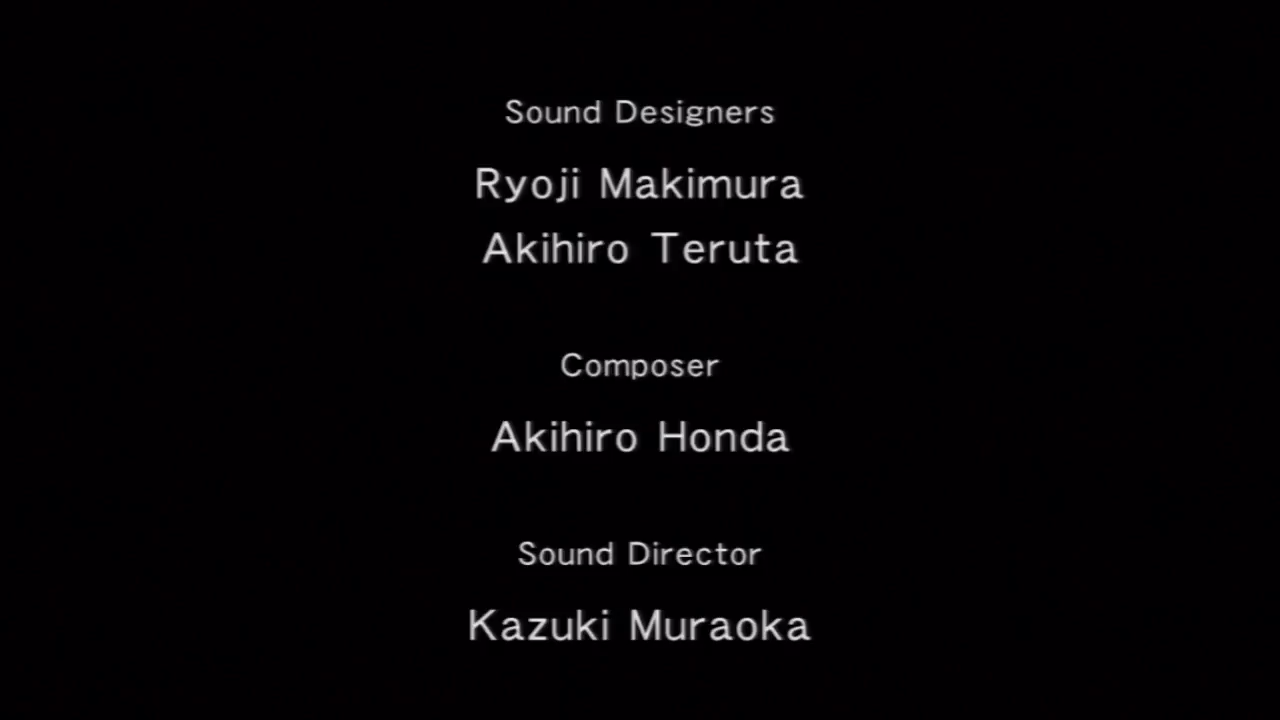 Sound Designers
Ryoji Makimura
Akihiro Teruta
Composer
Akihiro Honda
Sound Director
Kazuki Muraoka